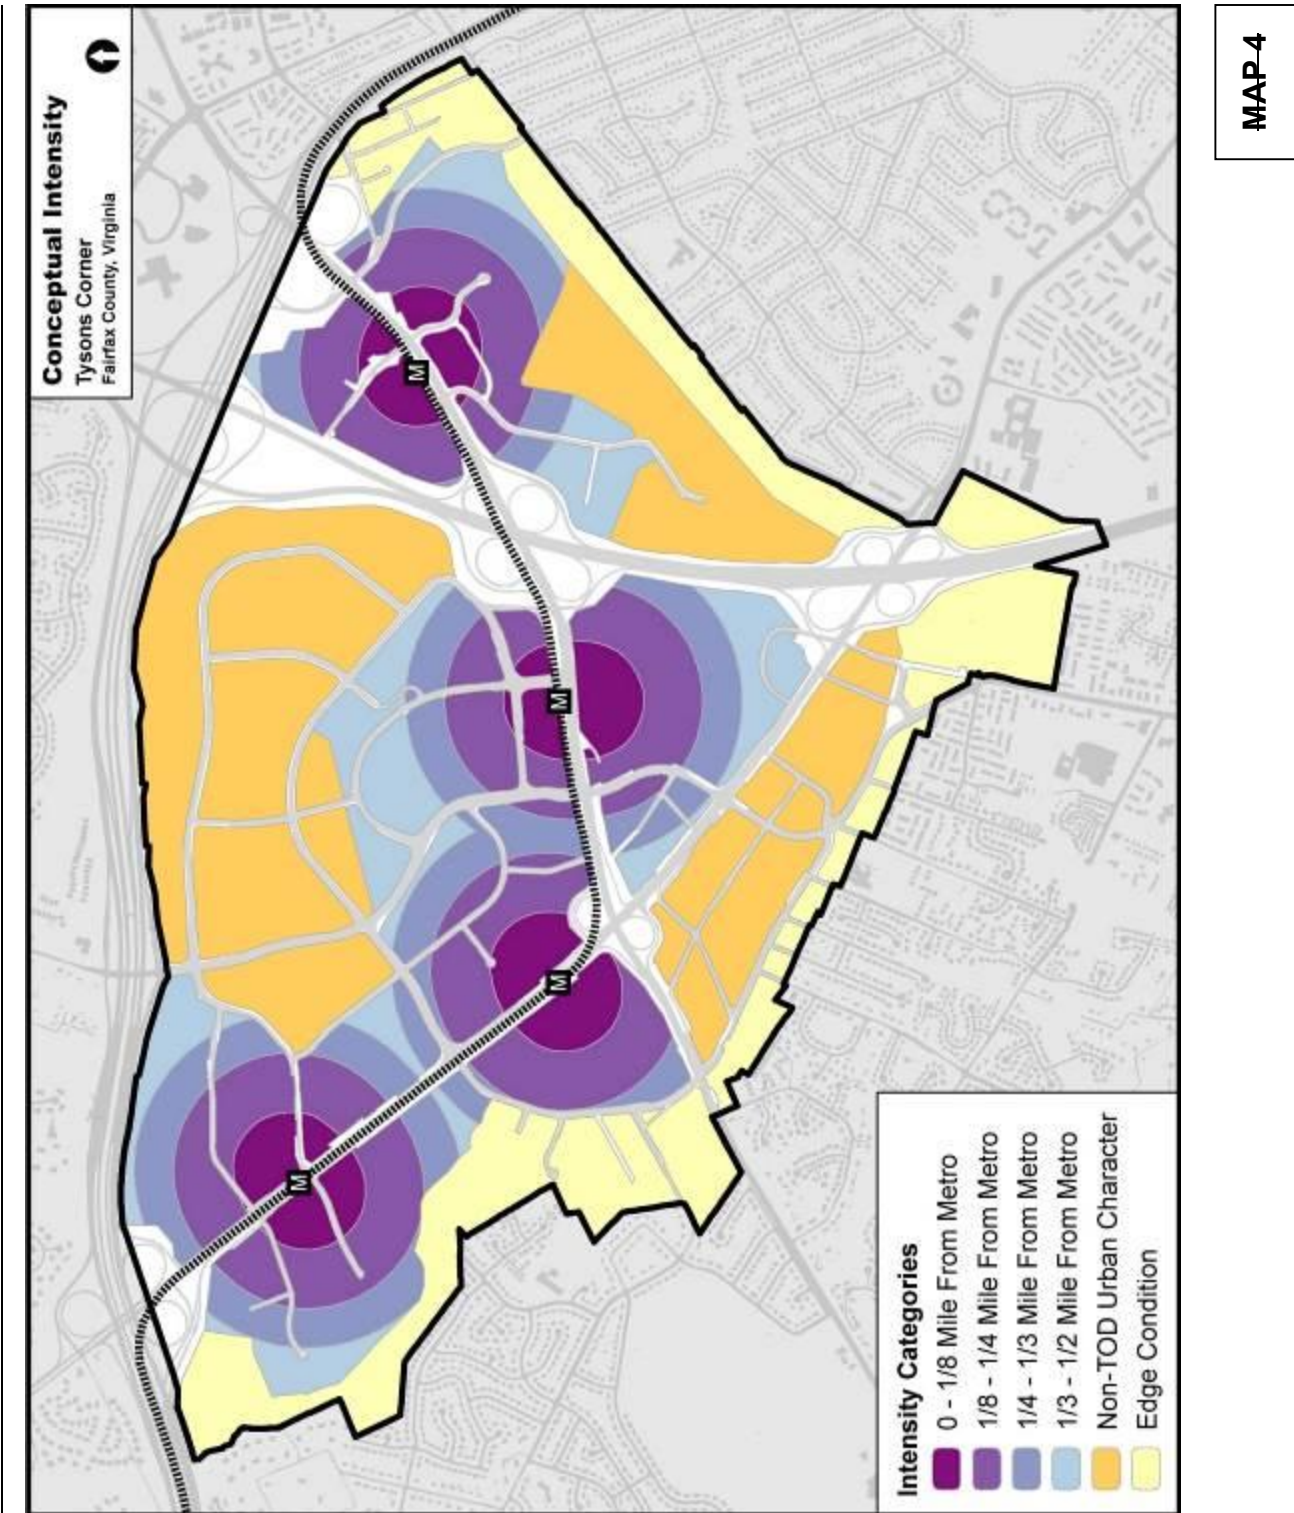 MAP 4
Conceptual Intensity
Tysons Corner
Fairfax County, Virginia
M
M
M
M
Intensity Categories
0 - 1/8 Mile From Metro
1/8 - 1/4 Mile From Metro
1/4 - 1/3 Mile From Metro
1/3 - 1/2 Mile From Metro
Non-TOD Urban Character
Edge Condition